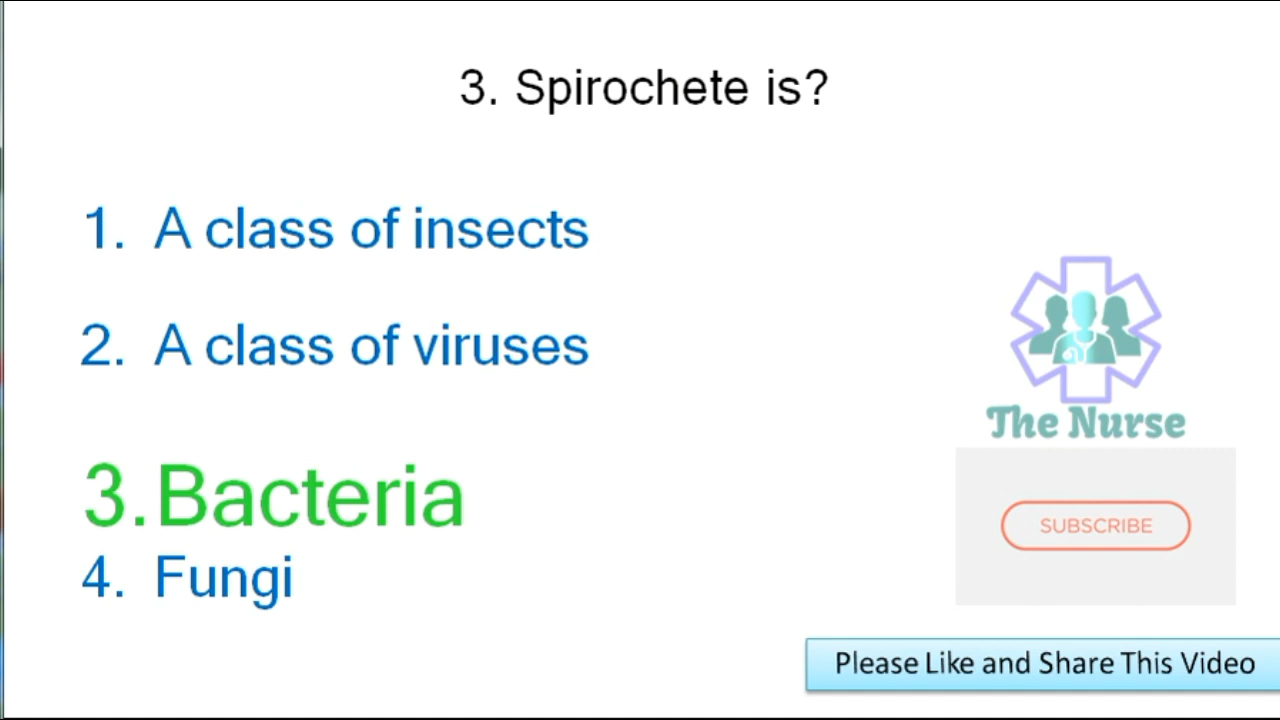 3. Spirochete is?
1. A class of insects
2. A class of viruses
3. Bacteria
4. Fungi
The Nurse
SUBSCRIBE
Please Like and Share This Video